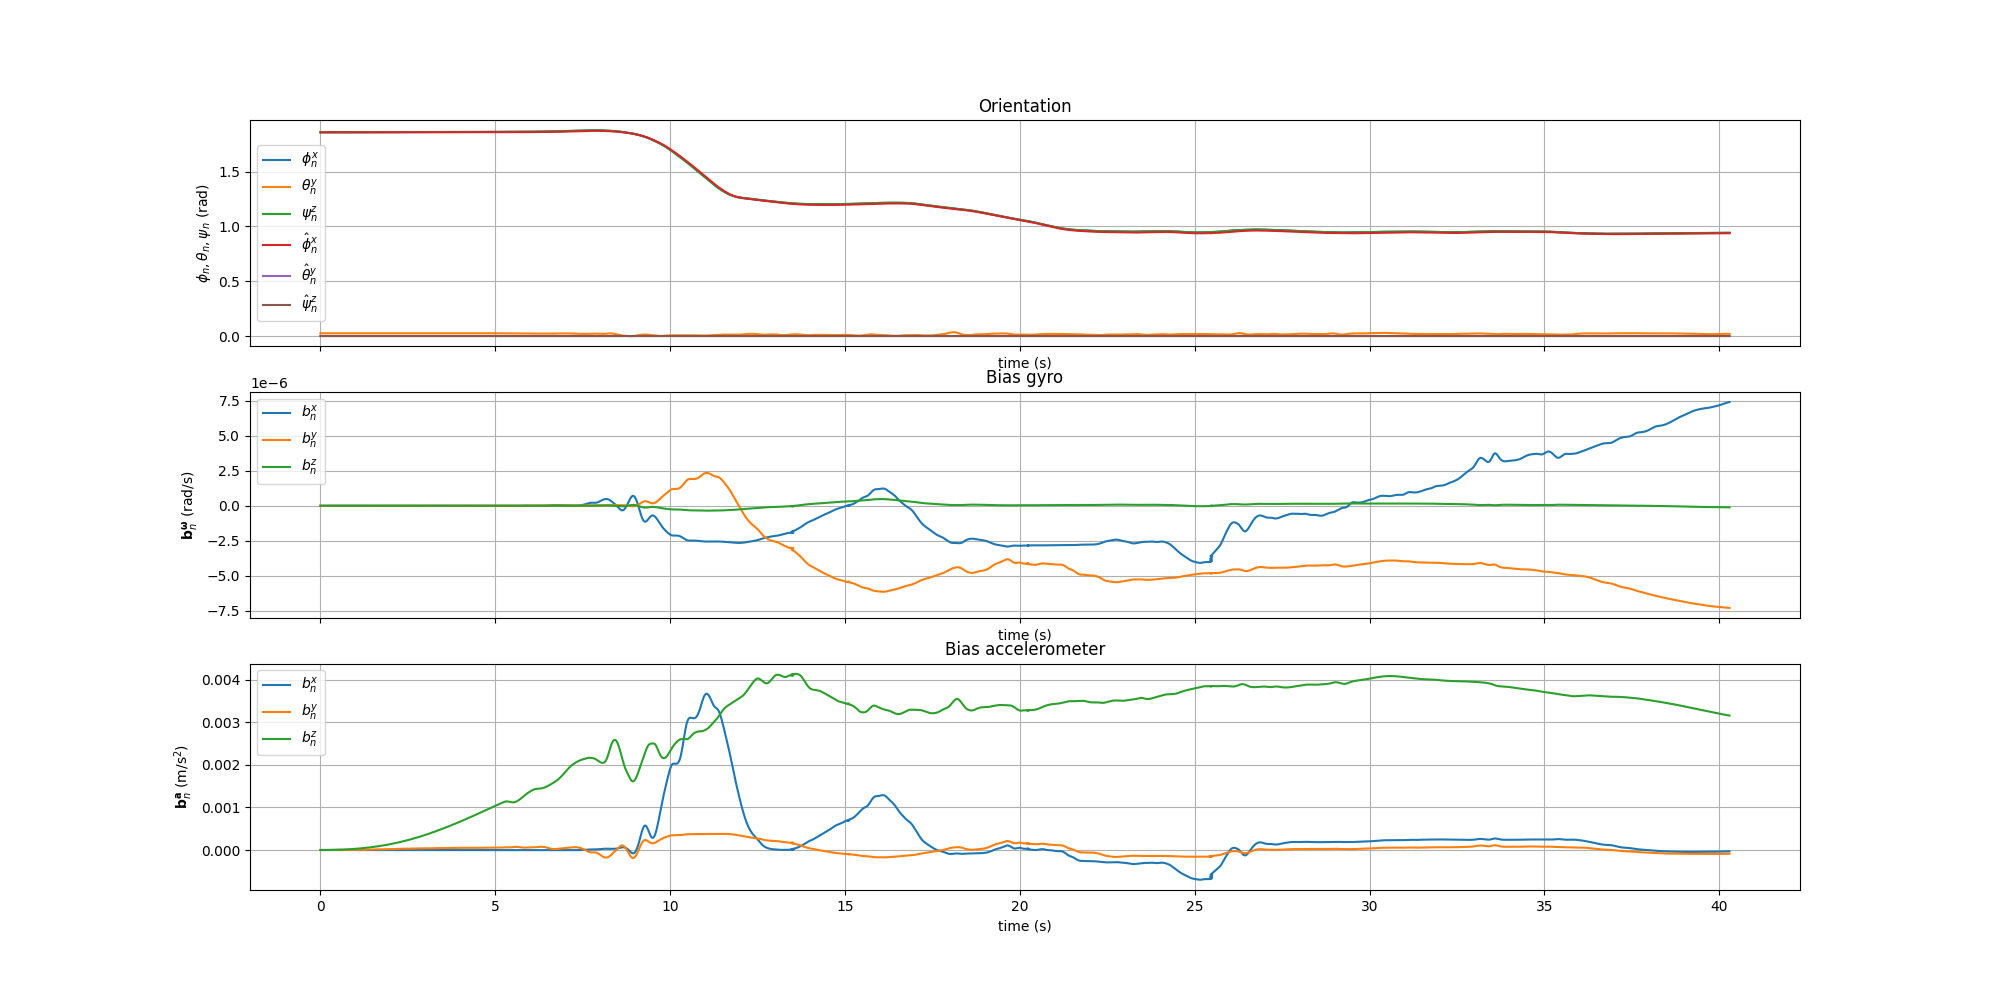 Orientation
ϕₙˣ
θₙʸ
ψₙᶻ
ϕ̂ₙˣ
θ̂ₙʸ
ψ̂ₙᶻ
ϕₙ, θₙ, ψₙ (rad)
1.5
1.0
0.5
0.0
time (s)
Bias gyro
1e−6
bₙˣ
bₙʸ
bₙᶻ
𝐛ₙ^𝛚 (rad/s)
7.5
5.0
2.5
0.0
−2.5
−5.0
−7.5
time (s)
Bias accelerometer
bₙˣ
bₙʸ
bₙᶻ
𝐛ₙ^𝐚 (m/s²)
0.004
0.003
0.002
0.001
0.000
0 5 10 15 20 25 30 35 40
time (s)